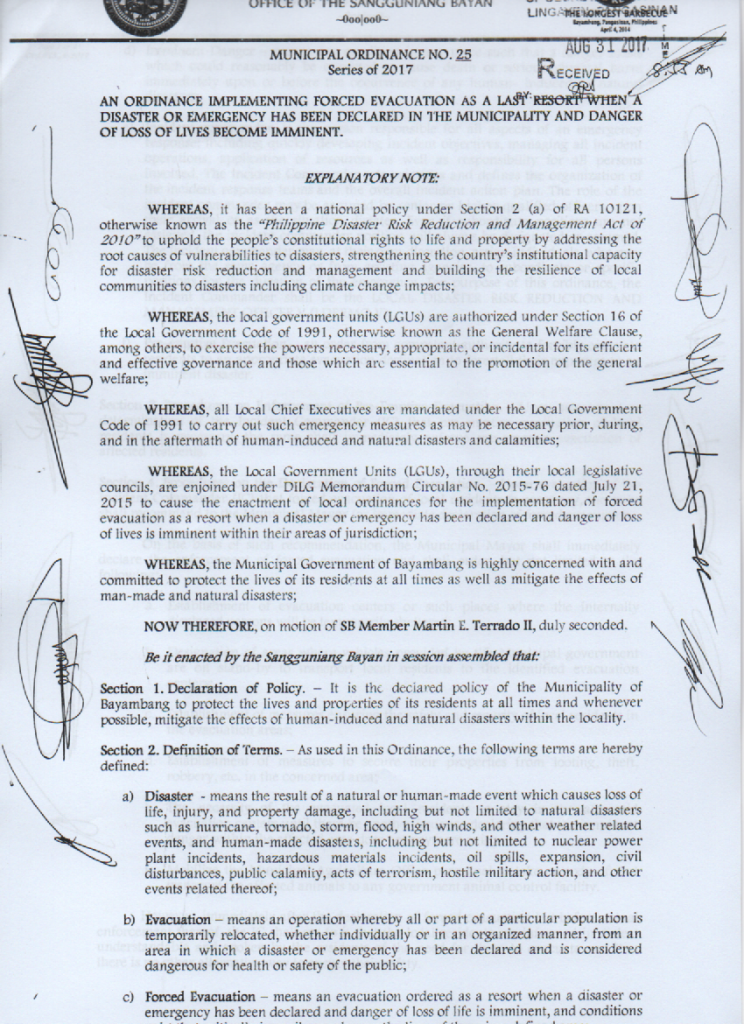 OFFICE OF THE SANGGUNIANG BAYAN
~000|000~
THE LONGEST BARBECUE
Bayambang, Pangasinan, Philippines
April 4, 2014
AUG 31 2017
RECEIVED
BY:
MUNICIPAL ORDINANCE NO. 25
Series of 2017
AN ORDINANCE IMPLEMENTING FORCED EVACUATION AS A LAST RESORT WHEN A
DISASTER OR EMERGENCY HAS BEEN DECLARED IN THE MUNICIPALITY AND DANGER
OF LOSS OF LIVES BECOME IMMINENT.
EXPLANATORY NOTE:
WHEREAS, it has been a national policy under Section 2 (a) of RA 10121,
otherwise known as the "Philippine Disaster Risk Reduction and Management Act of
2010" to uphold the people's constitutional rights to life and property by addressing the
root causes of vulnerabilities to disasters, strengthening the country's institutional capacity
for disaster risk reduction and management and building the resilience of local
communities to disasters including climate change impacts;
WHEREAS, the local government units (LGUs) are authorized under Section 16 of
the Local Government Code of 1991, otherwise known as the General Welfare Clause,
among others, to exercise the powers necessary, appropriate, or incidental for its efficient
and effective governance and those which are essential to the promotion of the general
welfare;
WHEREAS, all Local Chief Executives are mandated under the Local Government
Code of 1991 to carry out such emergency measures as may be necessary prior, during,
and in the aftermath of human-induced and natural disasters and calamities;
WHEREAS, the Local Government Units (LGUs), through their local legislative
councils, are enjoined under DILG Memorandum Circular No. 2015-76 dated July 21,
2015 to cause the enactment of local ordinances for the implementation of forced
evacuation as a resort when a disaster or emergency has been declared and danger of loss
of lives is imminent within their areas of jurisdiction;
WHEREAS, the Municipal Government of Bayambang is highly concerned with and
committed to protect the lives of its residents at all times as well as mitigate the effects of
man-made and natural disasters;
NOW THEREFORE, on motion of SB Member Martin E. Terrado II, duly seconded.
Be it enacted by the Sangguniang Bayan in session assembled that:
Section 1. Declaration of Policy. – It is the declared policy of the Municipality of
Bayambang to protect the lives and properties of its residents at all times and whenever
possible, mitigate the effects of human-induced and natural disasters within the locality.
Section 2. Definition of Terms. – As used in this Ordinance, the following terms are hereby
defined:
a) Disaster - means the result of a natural or human-made event which causes loss of
life, injury, and property damage, including but not limited to natural disasters
such as hurricane, tornado, storm, flood, high winds, and other weather related
events, and human-made disasters, including but not limited to nuclear power
plant incidents, hazardous materials incidents, oil spills, expansion, civil
disturbances, public calamity, acts of terrorism, hostile military action, and other
events related thereof;
b) Evacuation – means an operation whereby all or part of a particular population is
temporarily relocated, whether individually or in an organized manner, from an
area in which a disaster or emergency has been declared and is considered
dangerous for health or safety of the public;
c) Forced Evacuation – means an evacuation ordered as a resort when a disaster or
emergency has been declared and danger of loss of life is imminent, and conditions